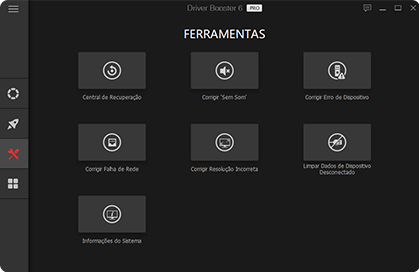 Driver Booster 6 PRO
FERRAMENTAS
Central de Recuperação
Corrigir 'Sem Som'
Corrigir Erro de Dispositivo
Corrigir Falha de Rede
Corrigir Resolução Incorreta
Limpar Dados de Dispositivo
Desconectado
Informações do Sistema